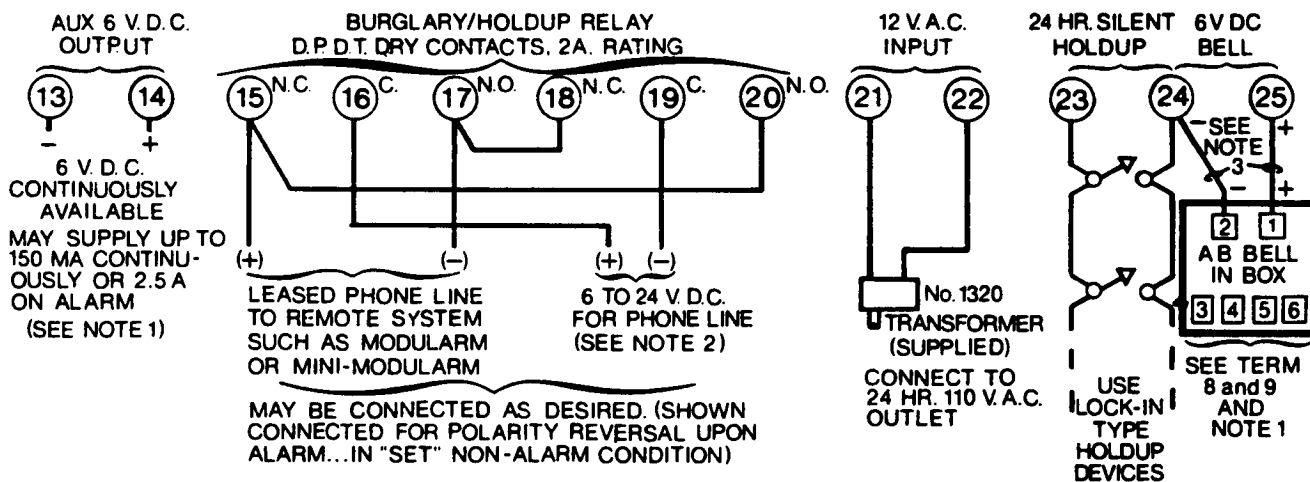 AUX 6 V. D. C.
OUTPUT
BURGLARY/HOLDUP RELAY
D.P.D.T. DRY CONTACTS, 2A. RATING
12 V.A.C.
INPUT
24 HR. SILENT
HOLDUP
6V DC
BELL
13
14
15 N.C.
16 C.
17 N.O.
18 N.C.
19 C.
20 N.O.
21
22
23
24
25
- +
6 V. D. C.
CONTINUOUSLY
AVAILABLE
MAY SUPPLY UP TO
150 MA CONTINU-
OUSLY OR 2.5 A
ON ALARM
(SEE NOTE 1)
(+) (-)
LEASED PHONE LINE
TO REMOTE SYSTEM
SUCH AS MODULARM
OR MINI-MODULARM
(+) (-)
6 TO 24 V. D.C.
FOR PHONE LINE
(SEE NOTE 2)
MAY BE CONNECTED AS DESIRED. (SHOWN
CONNECTED FOR POLARITY REVERSAL UPON
ALARM...IN "SET" NON-ALARM CONDITION)
No. 1320
TRANSFORMER
(SUPPLIED)
CONNECT TO
24 HR. 110 V. A.C.
OUTLET
USE
LOCK-IN
TYPE
HOLDUP
DEVICES
- +
SEE
NOTE
3
- +
2 1
A B BELL
IN BOX
3 4 5 6
SEE TERM
8 and 9
AND
NOTE 1